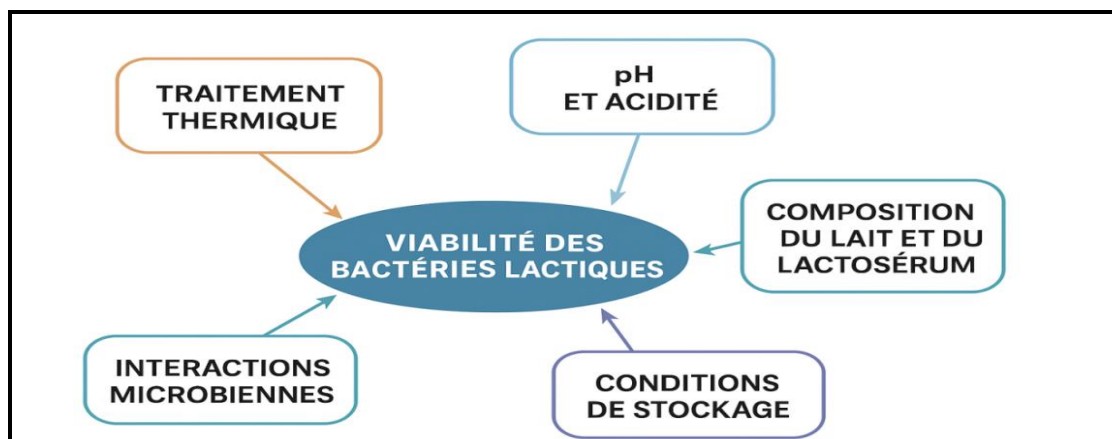 TRAITEMENT
THERMIQUE
pH
ET ACIDITÉ
COMPOSITION
DU LAIT ET DU
LACTOSÉRUM
VIABILITÉ DES
BACTÉRIES LACTIQUES
INTERACTIONS
MICROBIENNES
CONDITIONS
DE STOCKAGE